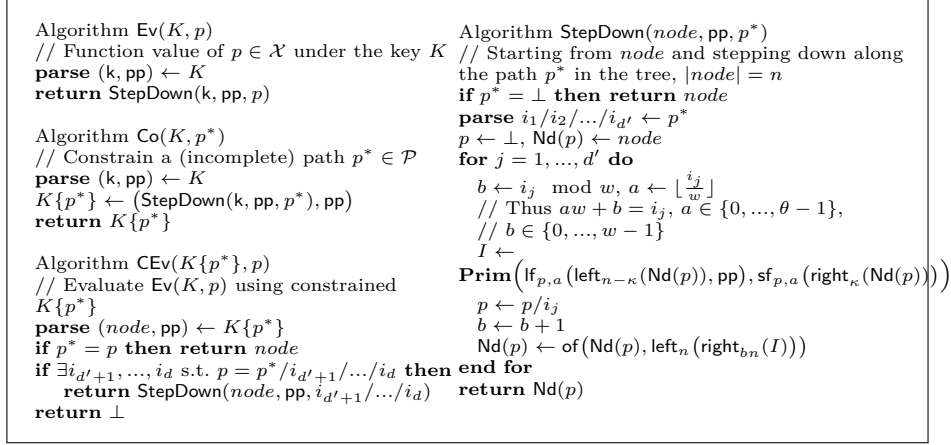 Algorithm Ev(K, p)
// Function value of p ∈ 𝒳 under the key K
parse (k, pp) ← K
return StepDown(k, pp, p)
Algorithm Co(K, p*)
// Constrain a (incomplete) path p* ∈ 𝒫
parse (k, pp) ← K
K{p*} ← (StepDown(k, pp, p*), pp)
return K{p*}
Algorithm CEv(K{p*}, p)
// Evaluate Ev(K, p) using constrained
K{p*}
parse (node, pp) ← K{p*}
if p* = p then return node
if ∃i_{d'+1}, ..., i_d s.t. p = p*/i_{d'+1}/.../i_d then
return StepDown(node, pp, i_{d'+1}/.../i_d)
return ⊥
Algorithm StepDown(node, pp, p*)
// Starting from node and stepping down along
the path p* in the tree, |node| = n
if p* = ⊥ then return node
parse i_1/i_2/.../i_{d'} ← p*
p ← ⊥, Nd(p) ← node
for j = 1, ..., d' do
b ← i_j mod w, a ← ⌊i_j/w⌋
// Thus aw + b = i_j, a ∈ {0, ..., θ − 1},
// b ∈ {0, ..., w − 1}
I ←
Prim(lf_{p,a}(left_{n−κ}(Nd(p)), pp), sf_{p,a}(right_κ(Nd(p))))
p ← p/i_j
b ← b + 1
Nd(p) ← of(Nd(p), left_n(right_{bn}(I)))
end for
return Nd(p)